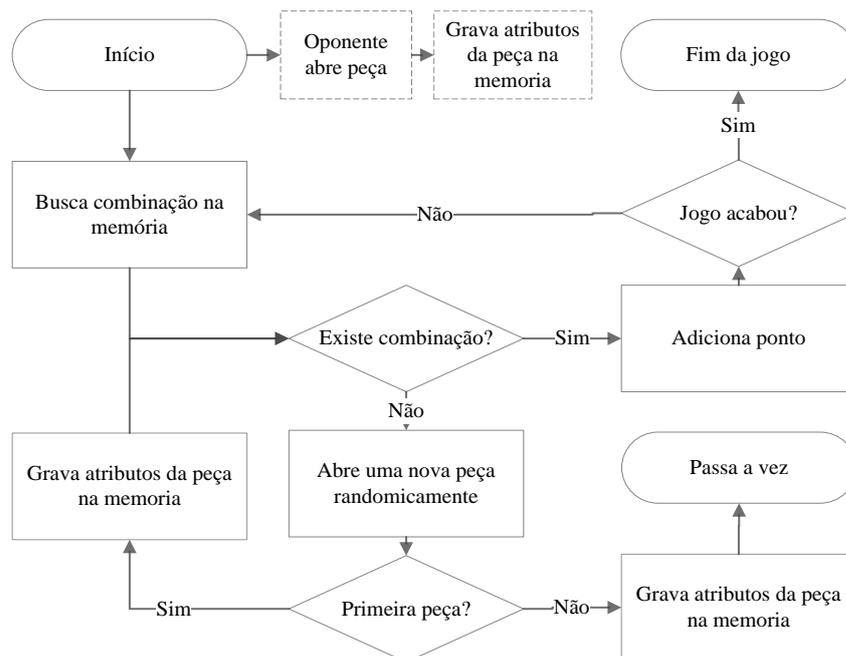 Início
Oponente
abre peça
Grava atributos
da peça na
memoria
Fim da jogo
Sim
Busca combinação na
memória
Não
Jogo acabou?
Existe combinação?
Sim
Adiciona ponto
Não
Grava atributos da peça
na memoria
Abre uma nova peça
randomicamente
Passa a vez
Sim
Primeira peça?
Não
Grava atributos da peça
na memoria